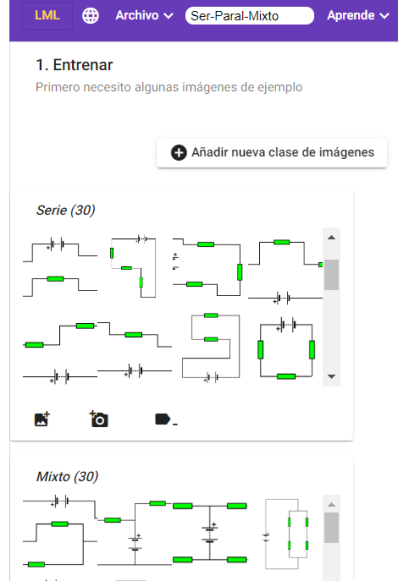 LML Archivo Ser-Paral-Mixto Aprende
1. Entrenar
Primero necesito algunas imágenes de ejemplo
Añadir nueva clase de imágenes
Serie (30)
Mixto (30)